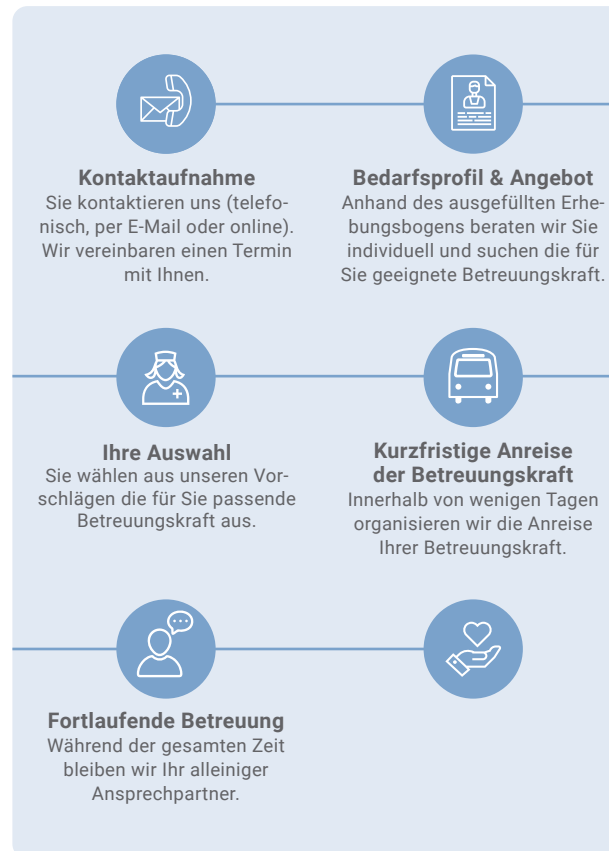 Kontaktaufnahme
Sie kontaktieren uns (telefo-
nisch, per E-Mail oder online).
Wir vereinbaren einen Termin
mit Ihnen.
Bedarfsprofil & Angebot
Anhand des ausgefüllten Erhe-
bungsbogens beraten wir Sie
individuell und suchen die für
Sie geeignete Betreuungskraft.
Ihre Auswahl
Sie wählen aus unseren Vor-
schlägen die für Sie passende
Betreuungskraft aus.
Kurzfristige Anreise
der Betreuungskraft
Innerhalb von wenigen Tagen
organisieren wir die Anreise
Ihrer Betreuungskraft.
Fortlaufende Betreuung
Während der gesamten Zeit
bleiben wir Ihr alleiniger
Ansprechpartner.